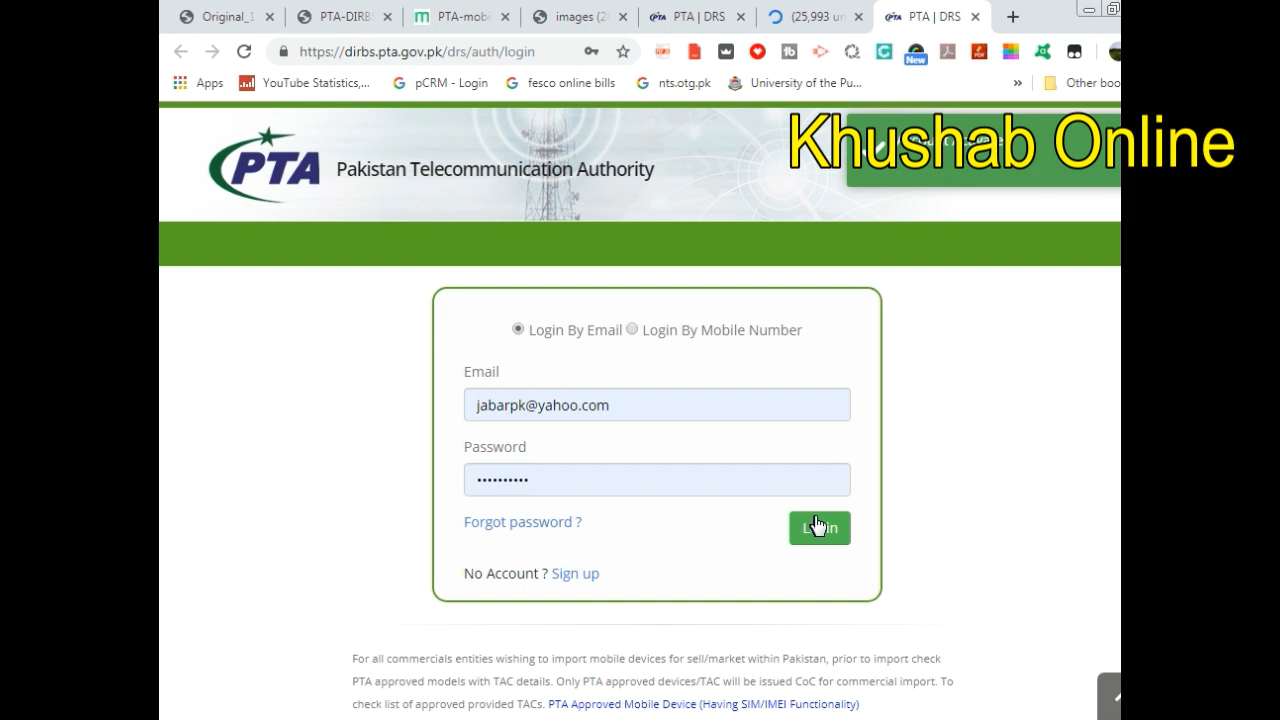 Original_1
PTA-DIRBS
PTA-mobi
images (2
PTA | DRS
(25,993 un
PTA | DRS
https://dirbs.pta.gov.pk/drs/auth/login
New
Apps
YouTube Statistics,...
pCRM - Login
fesco online bills
nts.otg.pk
University of the Pu...
»
Other boo
Khushab Online
PTA
Pakistan Telecommunication Authority
Login By Email
Login By Mobile Number
Email
jabarpk@yahoo.com
Password
••••••••••
Forgot password ?
No Account ? Sign up
For all commercials entities wishing to import mobile devices for sell/market within Pakistan, prior to import check
PTA approved models with TAC details. Only PTA approved devices/TAC will be issued CoC for commercial import. To
check list of approved provided TACs. PTA Approved Mobile Device (Having SIM/IMEI Functionality)